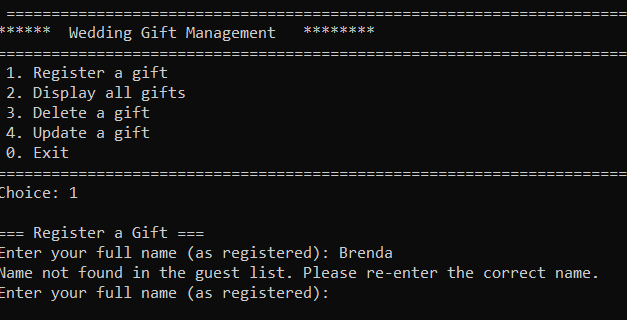 ================================================================================
******  Wedding Gift Management   ********
================================================================================
1. Register a gift
2. Display all gifts
3. Delete a gift
4. Update a gift
0. Exit
================================================================================
Choice: 1
=== Register a Gift ===
Enter your full name (as registered): Brenda
Name not found in the guest list. Please re-enter the correct name.
Enter your full name (as registered):